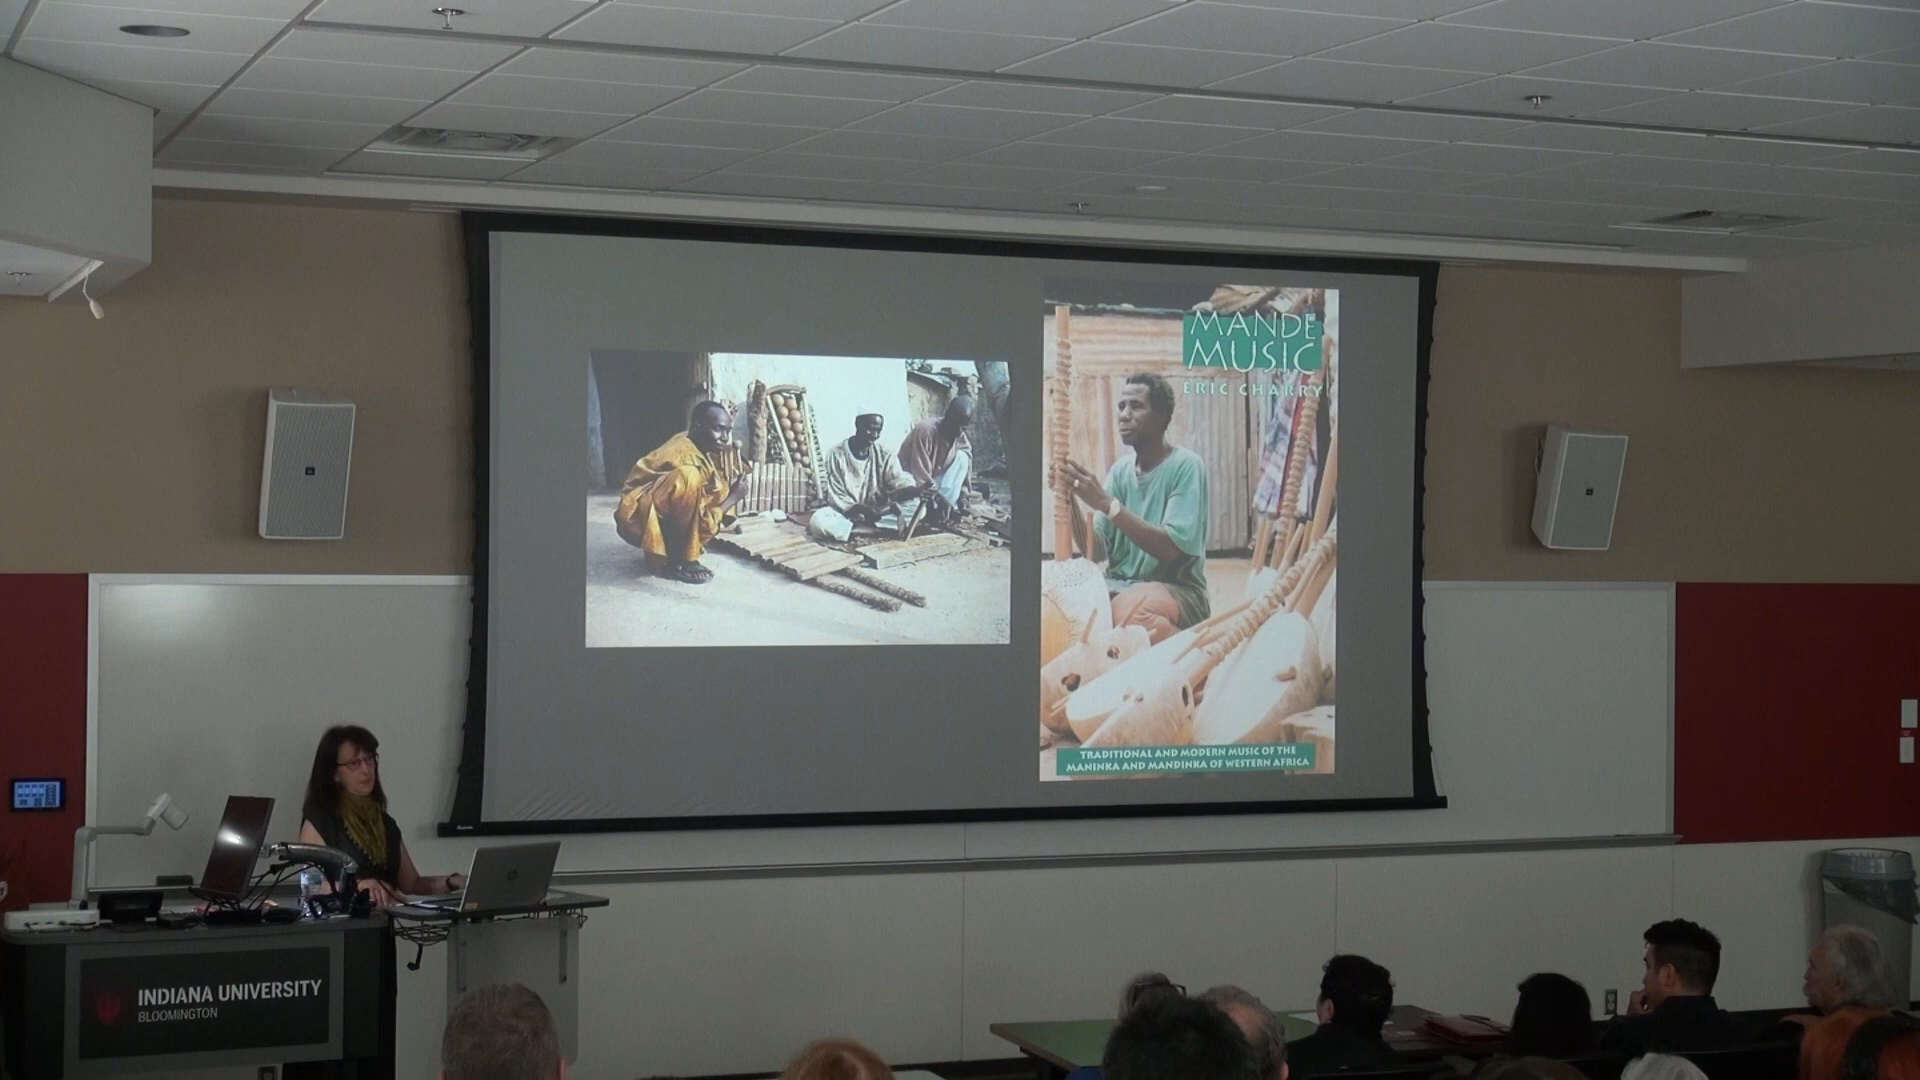 MANDE
MUSIC
ERIC CHARRY
TRADITIONAL AND MODERN MUSIC OF THE
MANINKA AND MANDINKA OF WESTERN AFRICA
INDIANA UNIVERSITY
BLOOMINGTON